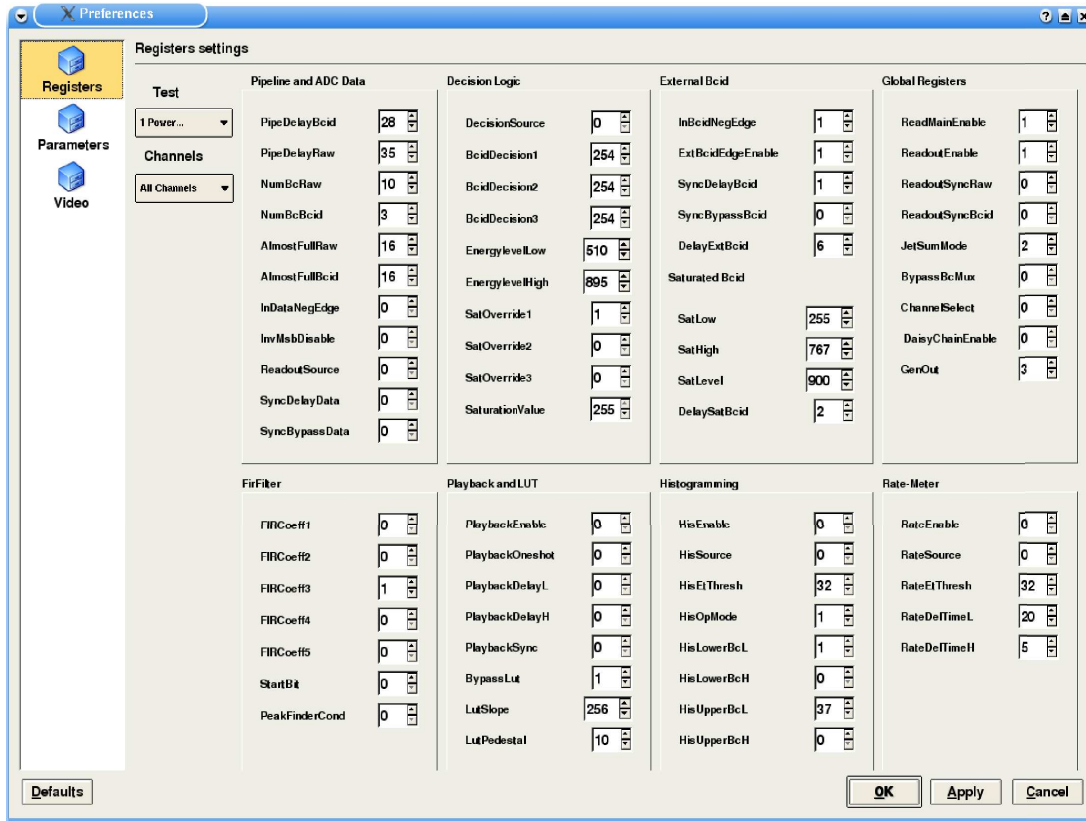 Preferences
Registers
Parameters
Video
Registers settings
Test
1 Power...
Channels
All Channels
Pipeline and ADC Data
PipeDelayBcid 28
PipeDelayRaw 35
NumBcRaw 10
NumBcBcid 3
AlmostFullRaw 16
AlmostFullBcid 16
InDataNegEdge 0
InvMsbDisable 0
ReadoutSource 0
SyncDelayData 0
SyncBypassData 0
Decision Logic
DecisionSource 0
BcidDecision1 254
BcidDecision2 254
BcidDecision3 254
EnergylevelLow 510
EnergylevelHigh 895
SatOverride1 1
SatOverride2 0
SatOverride3 0
SaturationValue 255
External Bcid
InBcidNegEdge 1
ExtBcidEdgeEnable 1
SyncDelayBcid 1
SyncBypassBcid 0
DelayExtBcid 6
Saturated Bcid
SatLow 255
SatHigh 767
SatLevel 900
DelaySatBcid 2
Global Registers
ReadMainEnable 1
ReadoutEnable 1
ReadoutSyncRaw 0
ReadoutSyncBcid 0
JetSumMode 2
BypassBcMux 0
ChannelSelect 0
DaisyChainEnable 0
GenOut 3
FirFilter
FIRCoeff1 0
FIRCoeff2 0
FIRCoeff3 1
FIRCoeff4 0
FIRCoeff5 0
StartBit 0
PeakFinderCond 0
Playback and LUT
PlaybackEnable 0
PlaybackOneshot 0
PlaybackDelayL 0
PlaybackDelayH 0
PlaybackSync 0
BypassLut 1
LutSlope 256
LutPedestal 10
Histogramming
HisEnable 0
HisSource 0
HisEtThresh 32
HisOpMode 1
HisLowerBcL 1
HisLowerBcH 0
HisUpperBcL 37
HisUpperBcH 0
Rate-Meter
RateEnable 0
RateSource 0
RateEtThresh 32
RateDelTimeL 20
RateDelTimeH 5
Defaults
OK
Apply
Cancel